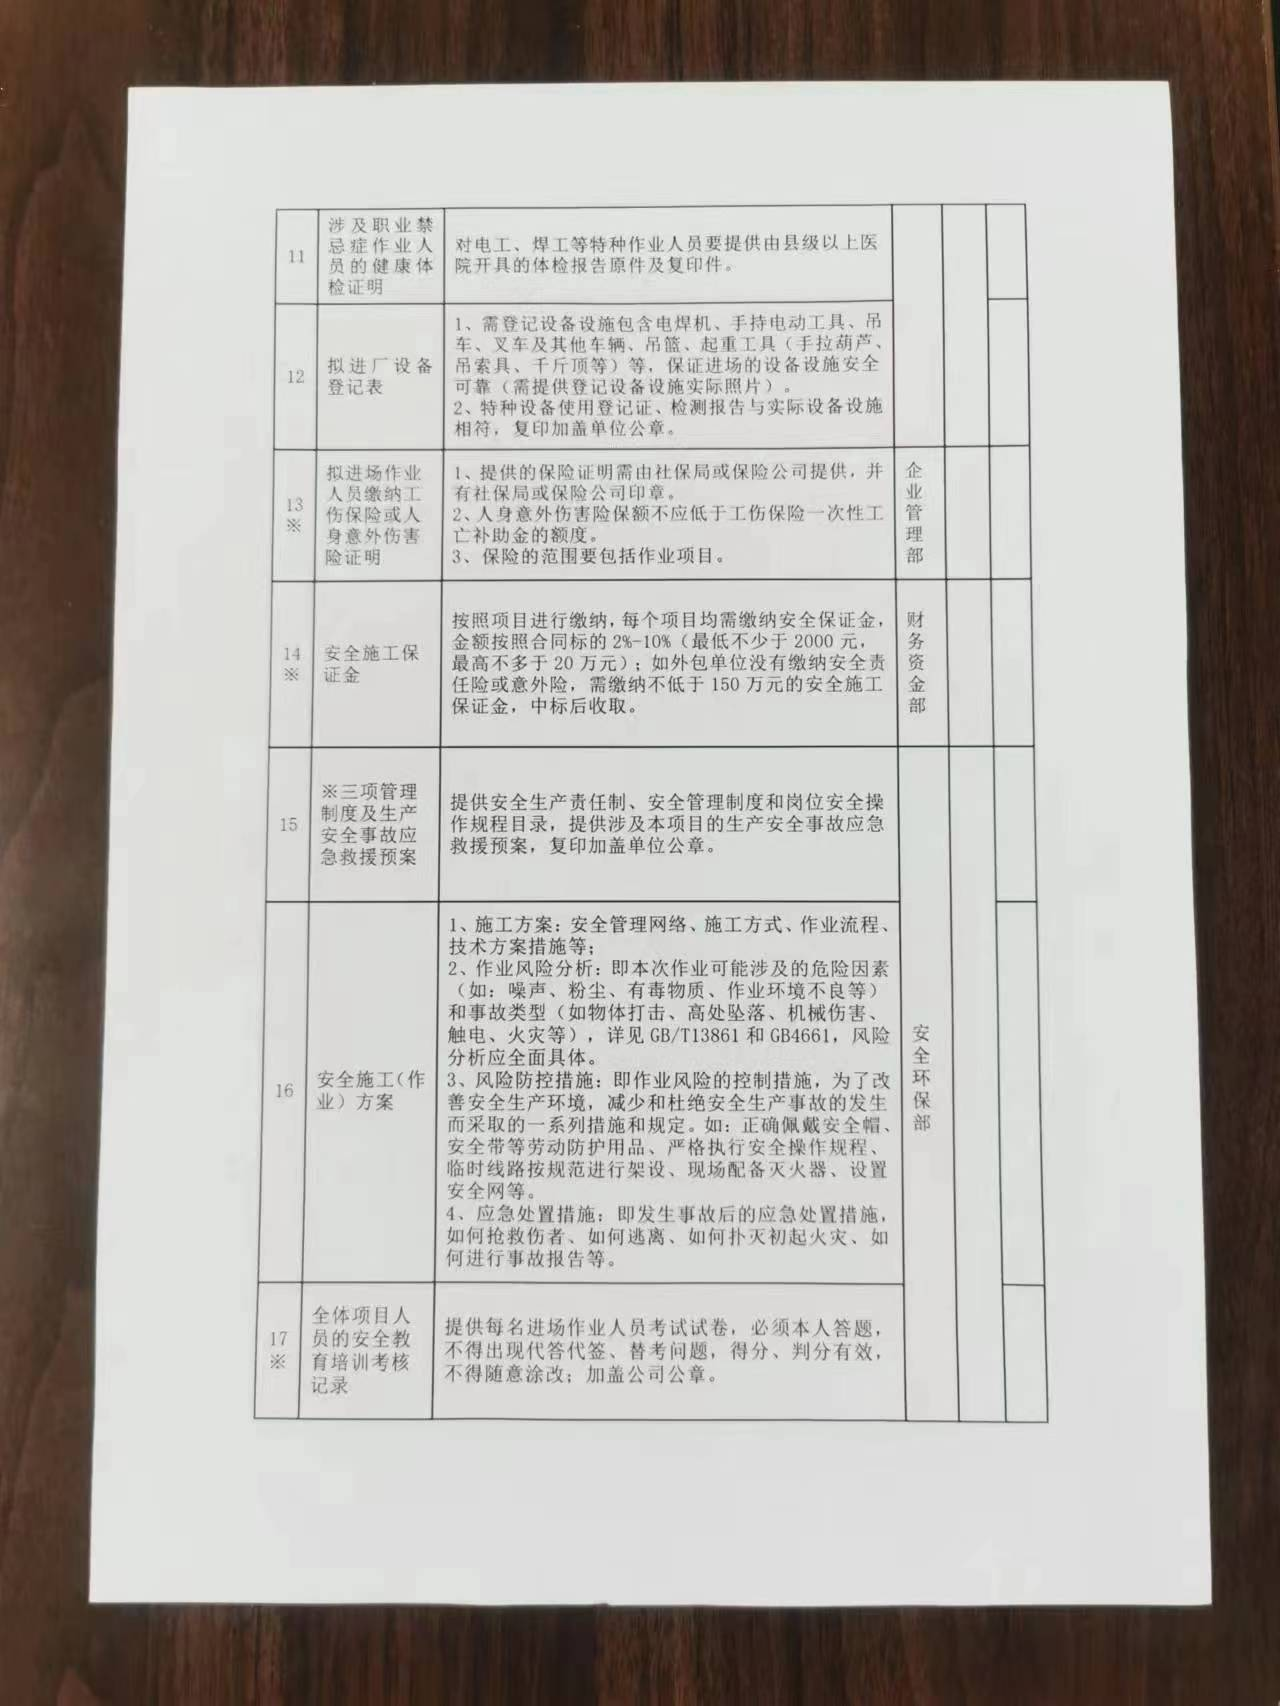 11
涉及职业禁
忌症作业人
员的健康体
检证明
对电工、焊工等特种作业人员要提供由县级以上医
院开具的体检报告原件及复印件。
12
拟进厂设备
登记表
1、需登记设备设施包含电焊机、手持电动工具、吊
车、叉车及其他车辆、吊篮、起重工具（手拉葫芦、
吊索具、千斤顶等）等，保证进场的设备设施安全
可靠（需提供登记设备设施实际照片）。
2、特种设备使用登记证、检测报告与实际设备设施
相符，复印加盖单位公章。
13
※
拟进场作业
人员缴纳工
伤保险或人
身意外伤害
险证明
1、提供的保险证明需由社保局或保险公司提供，并
有社保局或保险公司印章。
2、人身意外伤害险保额不应低于工伤保险一次性工
亡补助金的额度。
3、保险的范围要包括作业项目。
企
业
管
理
部
14
※
安全施工保
证金
按照项目进行缴纳，每个项目均需缴纳安全保证金，
金额按照合同标的 2%-10%（最低不少于 2000 元，
最高不多于 20 万元）；如外包单位没有缴纳安全责
任险或意外险，需缴纳不低于 150 万元的安全施工
保证金，中标后收取。
财
务
资
金
部
15
※三项管理
制度及生产
安全事故应
急救援预案
提供安全生产责任制、安全管理制度和岗位安全操
作规程目录，提供涉及本项目的生产安全事故应急
救援预案，复印加盖单位公章。
16
安全施工（作
业）方案
1、施工方案：安全管理网络、施工方式、作业流程、
技术方案措施等；
2、作业风险分析：即本次作业可能涉及的危险因素
（如：噪声、粉尘、有毒物质、作业环境不良等）
和事故类型（如物体打击、高处坠落、机械伤害、
触电、火灾等），详见 GB/T13861 和 GB4661，风险
分析应全面具体。
3、风险防控措施：即作业风险的控制措施，为了改
善安全生产环境，减少和杜绝安全生产事故的发生
而采取的一系列措施和规定。如：正确佩戴安全帽、
安全带等劳动防护用品、严格执行安全操作规程、
临时线路按规范进行架设、现场配备灭火器、设置
安全网等。
4、应急处置措施：即发生事故后的应急处置措施，
如何抢救伤者、如何逃离、如何扑灭初起火灾、如
何进行事故报告等。
安
全
环
保
部
17
※
全体项目人
员的安全教
育培训考核
记录
提供每名进场作业人员考试试卷，必须本人答题，
不得出现代答代签、替考问题，得分、判分有效，
不得随意涂改；加盖公司公章。